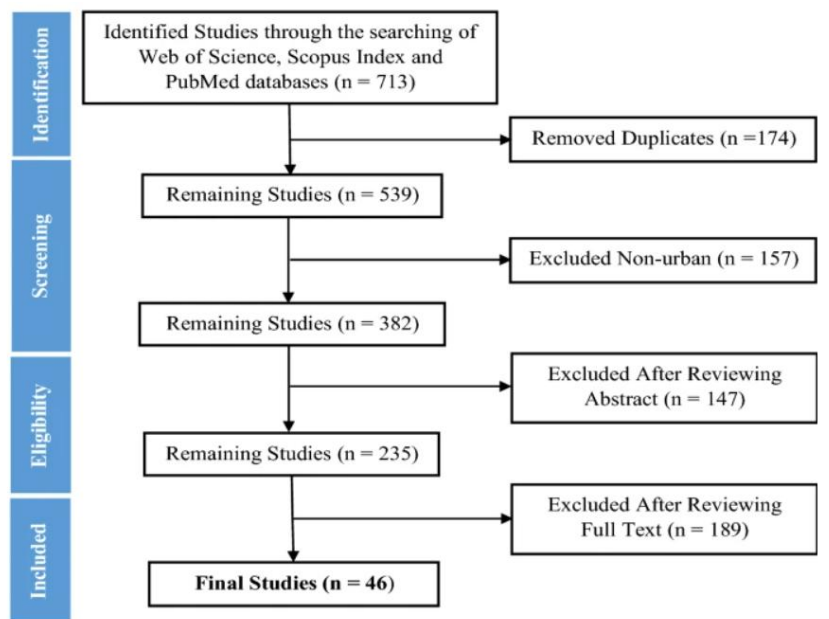 Identification
Identified Studies through the searching of
Web of Science, Scopus Index and
PubMed databases (n = 713)
Removed Duplicates (n =174)
Screening
Remaining Studies (n = 539)
Excluded Non-urban (n = 157)
Remaining Studies (n = 382)
Eligibility
Excluded After Reviewing
Abstract (n = 147)
Remaining Studies (n = 235)
Included
Excluded After Reviewing
Full Text (n = 189)
Final Studies (n = 46)